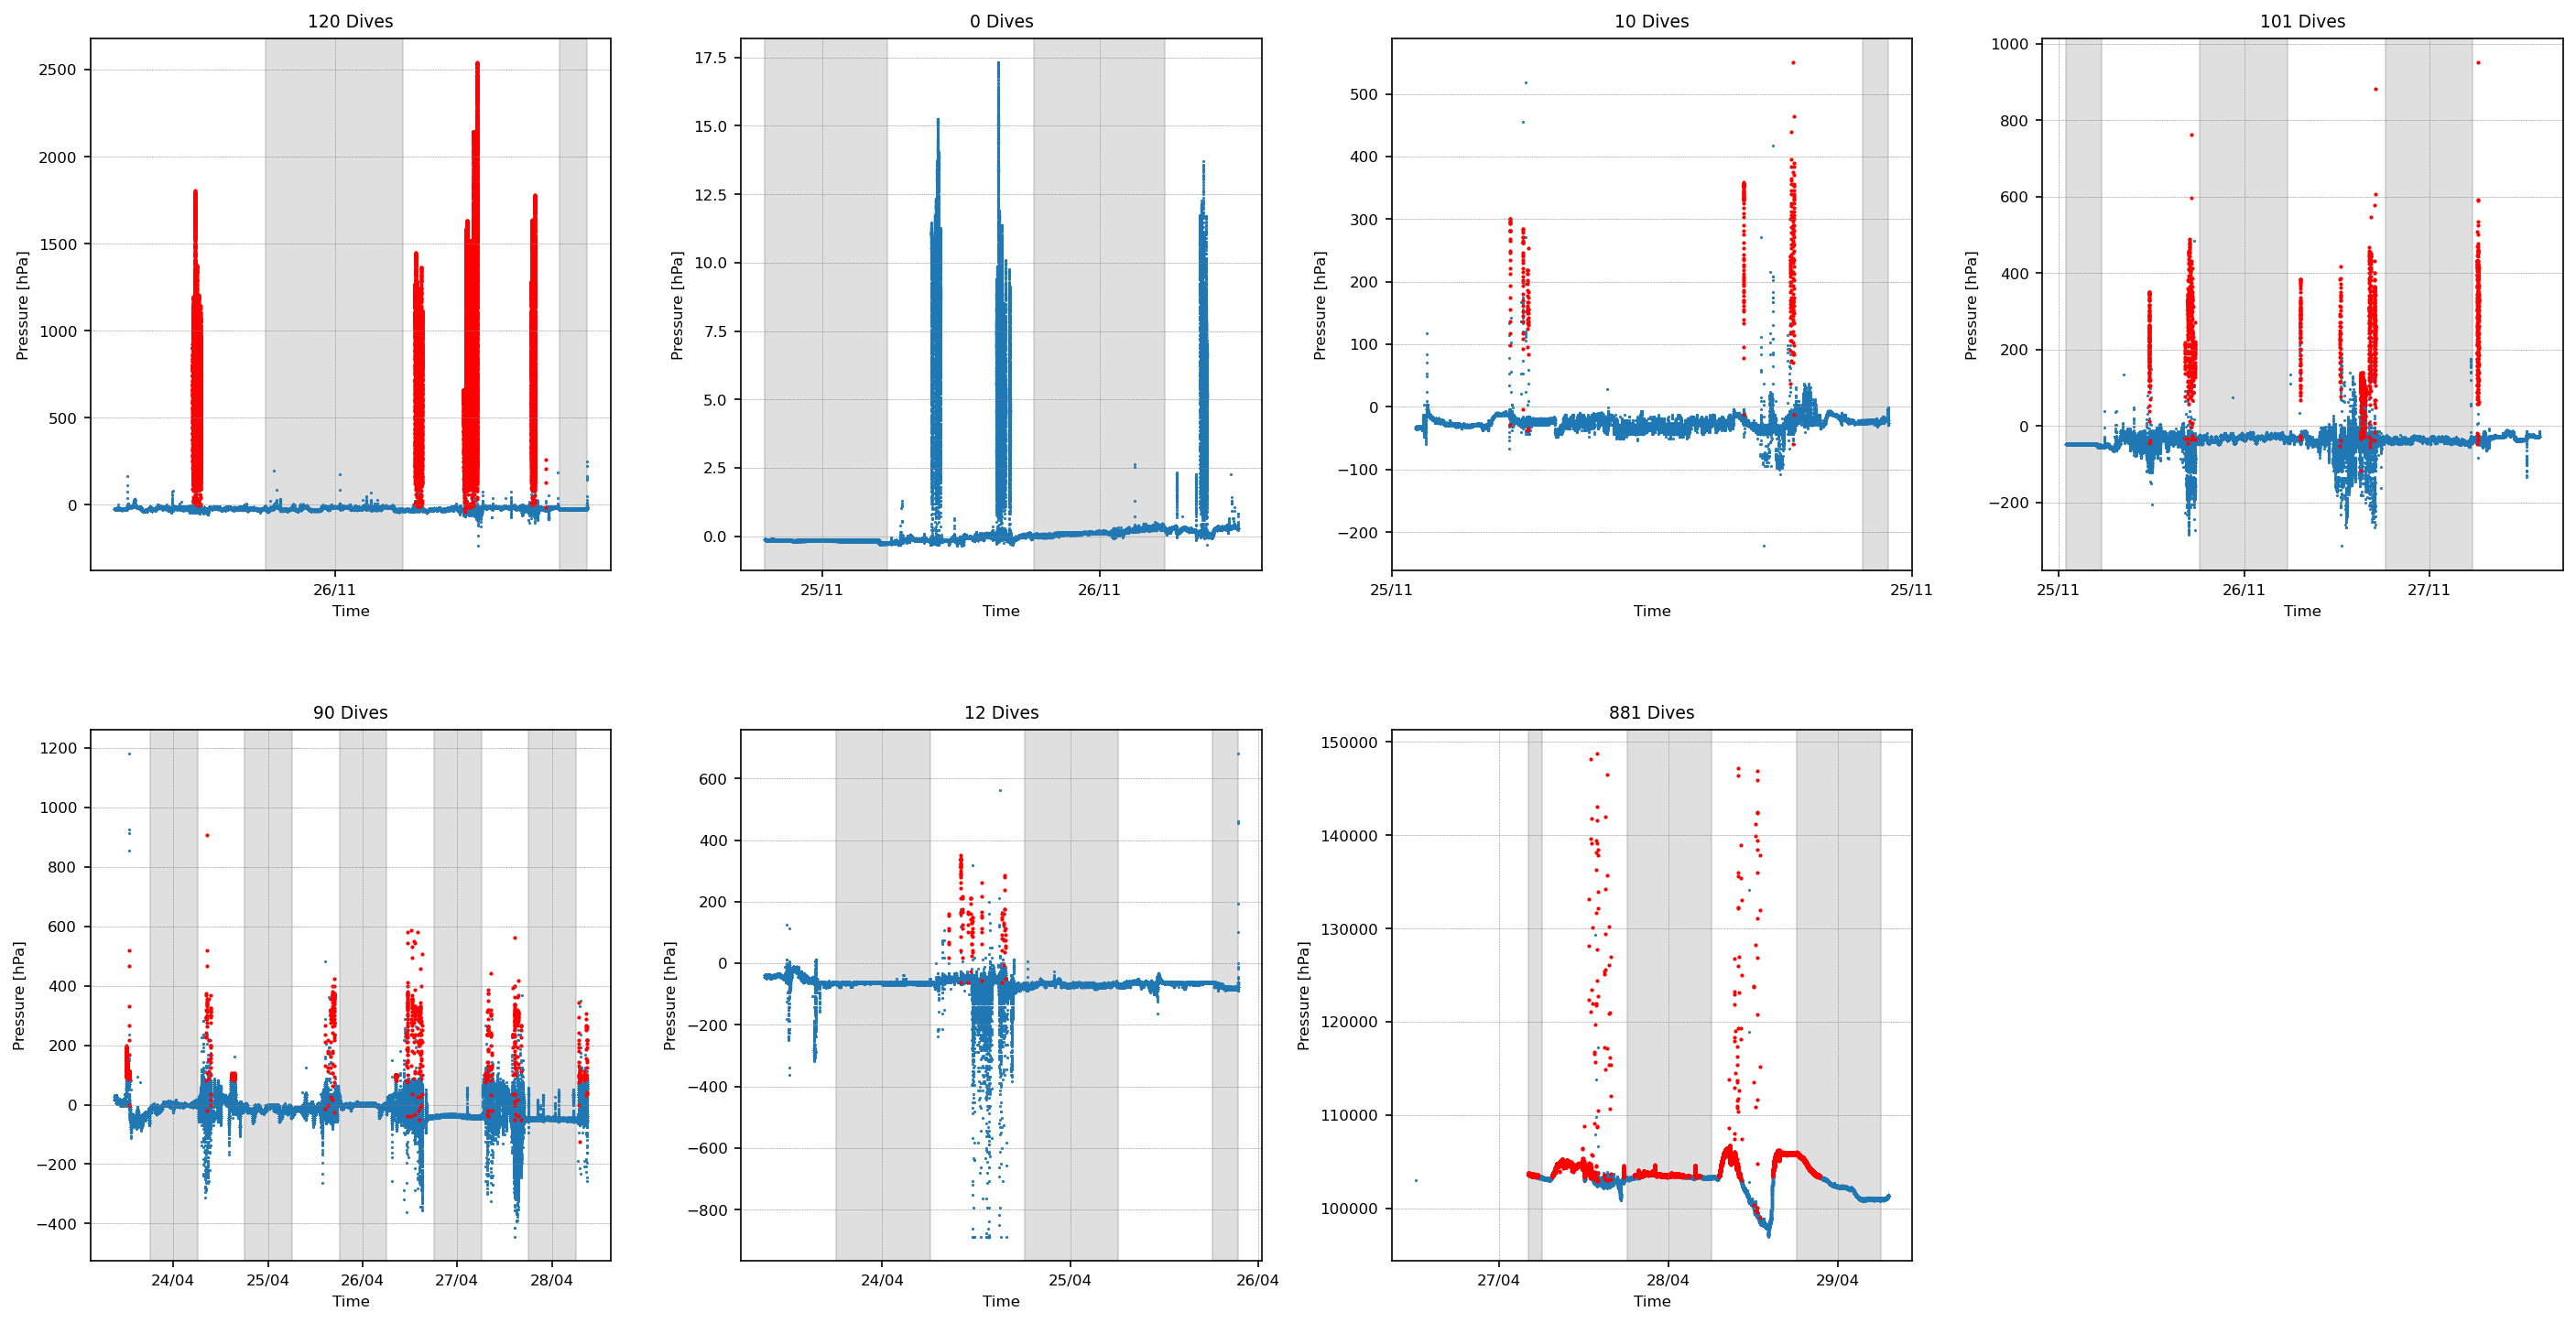 120 Dives
2500
2000
1500
1000
500
0
Pressure [hPa]
26/11
Time
0 Dives
17.5
15.0
12.5
10.0
7.5
5.0
2.5
0.0
Pressure [hPa]
25/11 26/11
Time
10 Dives
500
400
300
200
100
0
−100
−200
Pressure [hPa]
25/11 25/11
Time
101 Dives
1000
800
600
400
200
0
−200
Pressure [hPa]
25/11 26/11 27/11
Time
90 Dives
1200
1000
800
600
400
200
0
−200
−400
Pressure [hPa]
24/04 25/04 26/04 27/04 28/04
Time
12 Dives
600
400
200
0
−200
−400
−600
−800
Pressure [hPa]
24/04 25/04 26/04
Time
881 Dives
150000
140000
130000
120000
110000
100000
Pressure [hPa]
27/04 28/04 29/04
Time